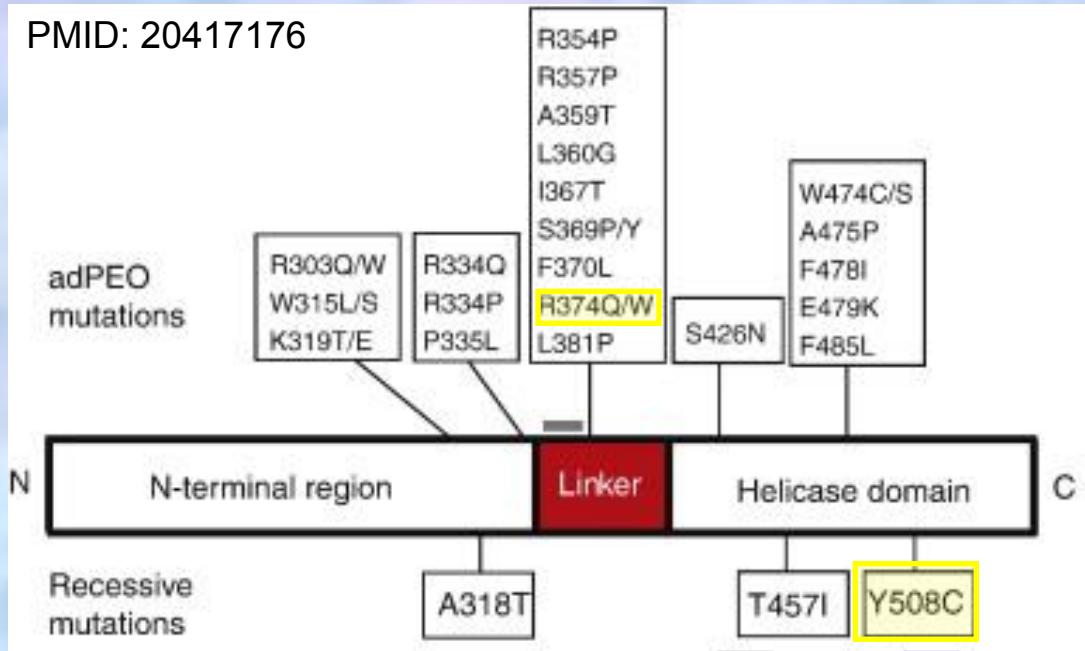 PMID: 20417176
adPEO
mutations
R303Q/W
W315L/S
K319T/E
R334Q
R334P
P335L
R354P
R357P
A359T
L360G
I367T
S369P/Y
F370L
R374Q/W
L381P
S426N
W474C/S
A475P
F478I
E479K
F485L
N
N-terminal region
Linker
Helicase domain
C
Recessive
mutations
A318T
T457I
Y508C